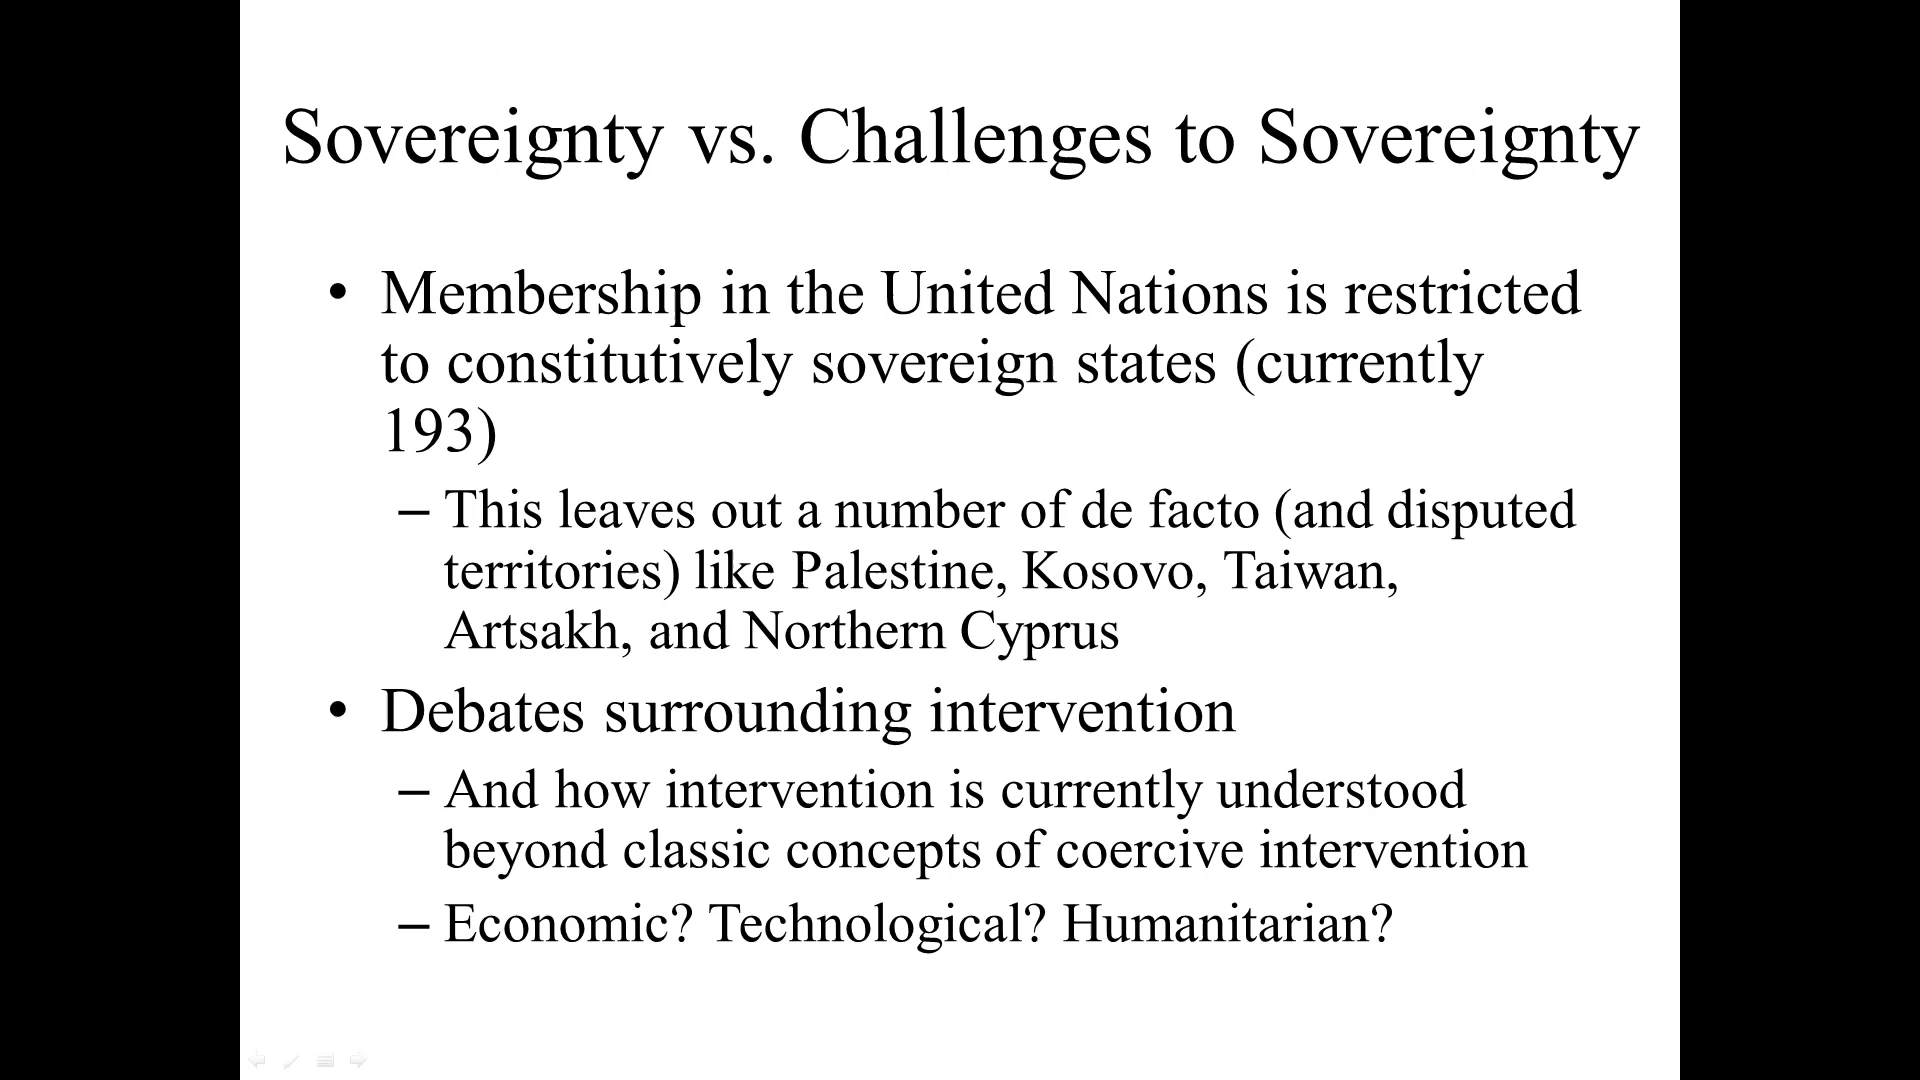 Sovereignty vs. Challenges to Sovereignty
• Membership in the United Nations is restricted
to constitutively sovereign states (currently
193)
– This leaves out a number of de facto (and disputed
territories) like Palestine, Kosovo, Taiwan,
Artsakh, and Northern Cyprus
• Debates surrounding intervention
– And how intervention is currently understood
beyond classic concepts of coercive intervention
– Economic? Technological? Humanitarian?